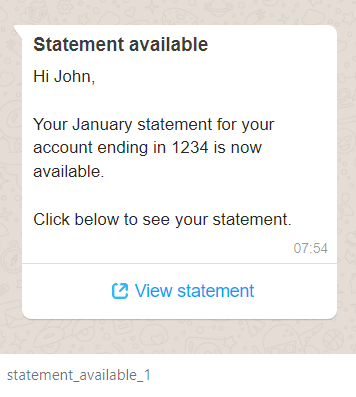 Statement available
Hi John,
Your January statement for your
account ending in 1234 is now
available.
Click below to see your statement.
07:54
View statement
statement_available_1